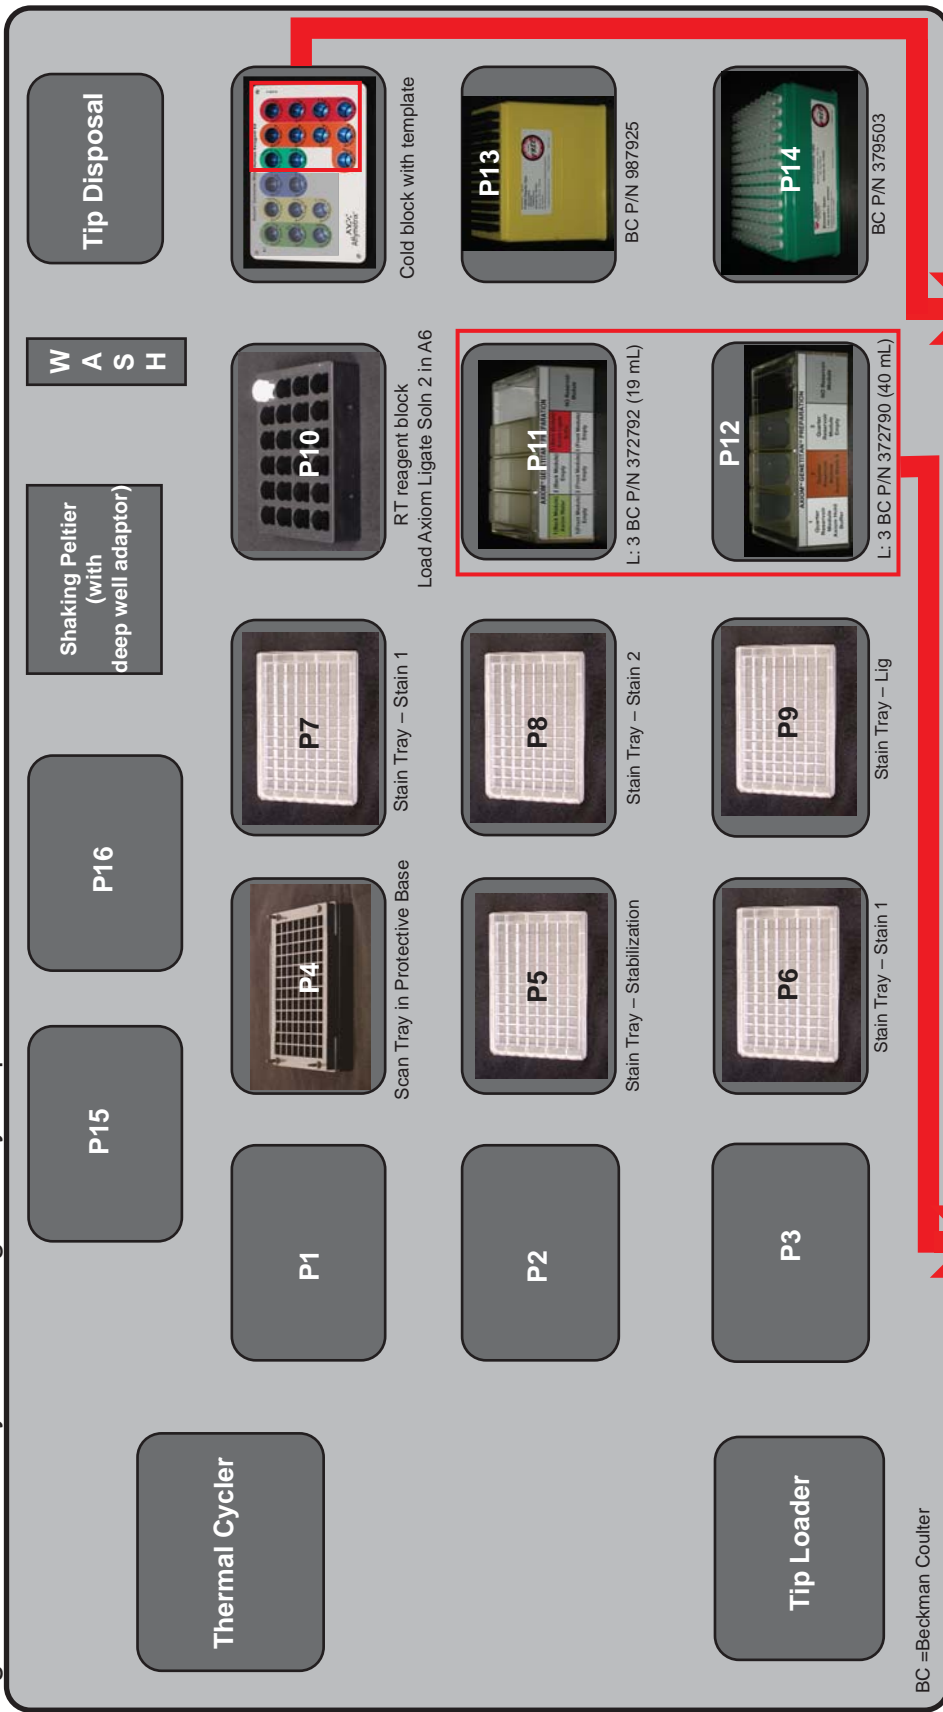 Thermal Cycler
Tip Loader
BC =Beckman Coulter
P1
P2
P3
P15
P16
P4
Scan Tray in Protective Base
P5
Stain Tray – Stabilization
P6
Stain Tray – Stain 1
P7
Stain Tray – Stain 1
P8
Stain Tray – Stain 2
P9
Stain Tray – Lig
Shaking Peltier
(with
deep well adaptor)
W
A
S
H
Tip Disposal
P10
RT reagent block
Load Axiom Ligate Soln 2 in A6
P11
L: 3 BC P/N 372792 (19 mL)
P12
L: 3 BC P/N 372790 (40 mL)
Affymetrix
Cold block with template
P13
BC P/N 987925
P14
BC P/N 379503